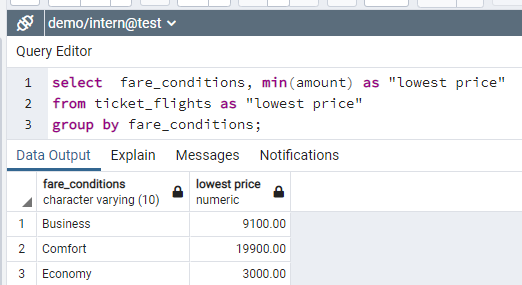 demo/intern@test
Query Editor
1 select  fare_conditions, min(amount) as "lowest price"
2 from ticket_flights as "lowest price"
3 group by fare_conditions;
Data Output Explain Messages Notifications
fare_conditions lowest price
character varying (10) numeric
1 Business 9100.00
2 Comfort 19900.00
3 Economy 3000.00